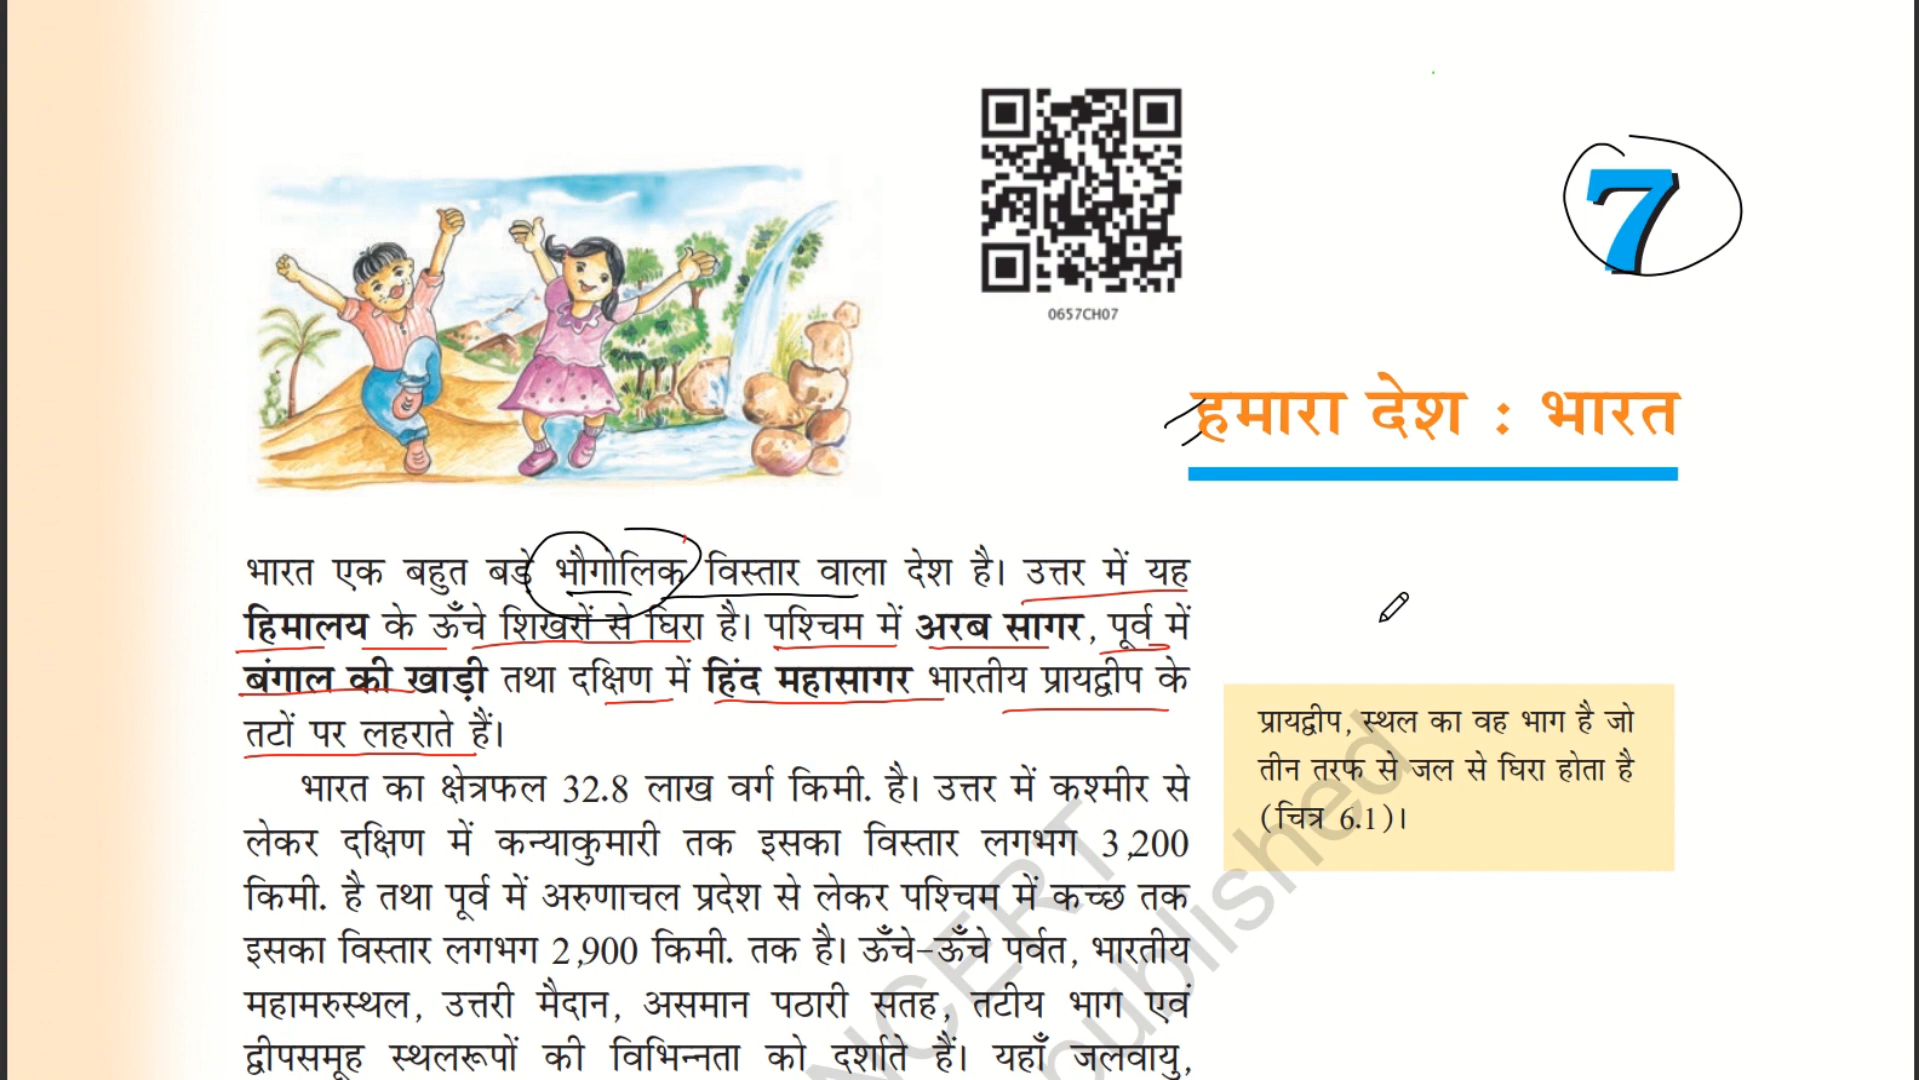 0657CH07
7
हमारा देश : भारत
भारत एक बहुत बड़े भौगोलिक विस्तार वाला देश है। उत्तर में यह
हिमालय के ऊँचे शिखरों से घिरा है। पश्चिम में अरब सागर, पूर्व में
बंगाल की खाड़ी तथा दक्षिण में हिंद महासागर भारतीय प्रायद्वीप के
तटों पर लहराते हैं।
भारत का क्षेत्रफल 32.8 लाख वर्ग किमी. है। उत्तर में कश्मीर से
लेकर दक्षिण में कन्याकुमारी तक इसका विस्तार लगभग 3,200
किमी. है तथा पूर्व में अरुणाचल प्रदेश से लेकर पश्चिम में कच्छ तक
इसका विस्तार लगभग 2,900 किमी. तक है। ऊँचे-ऊँचे पर्वत, भारतीय
महामरुस्थल, उत्तरी मैदान, असमान पठारी सतह, तटीय भाग एवं
द्वीपसमूह स्थलरूपों की विभिन्नता को दर्शाते हैं। यहाँ जलवायु,
प्रायद्वीप, स्थल का वह भाग है जो
तीन तरफ से जल से घिरा होता है
(चित्र 6.1)।
NCERT
published